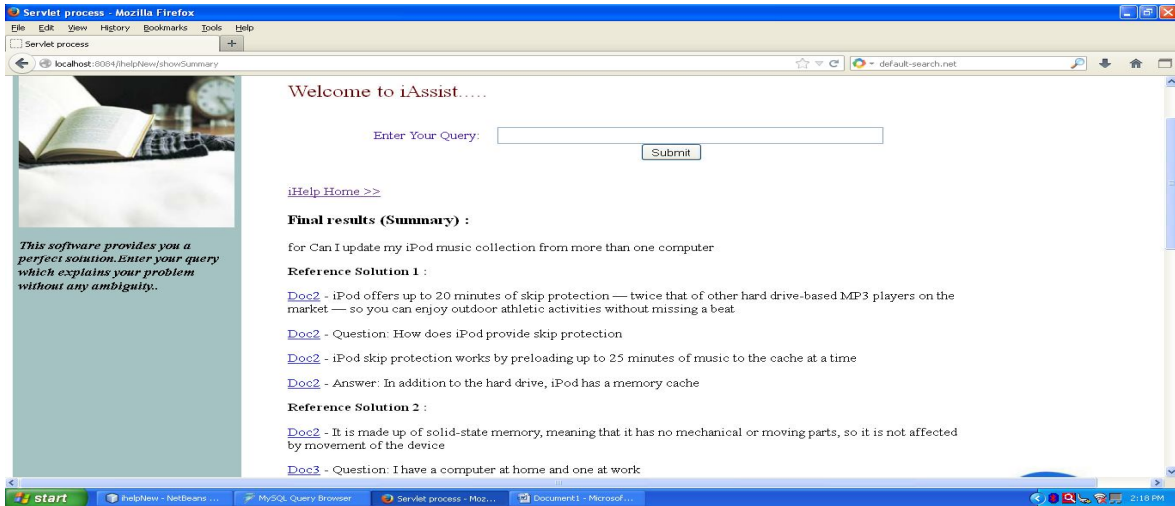 Servlet process - Mozilla Firefox
File Edit View History Bookmarks Tools Help
Servlet process +
localhost:8084/ihelpNew/showSummary
default-search.net
Welcome to iAssist.....
Enter Your Query:
Submit
iHelp Home >>
Final results (Summary) :
This software provides you a
perfect solution.Enter your query
which explains your problem
without any ambiguity..
for Can I update my iPod music collection from more than one computer
Reference Solution 1 :
Doc2 - iPod offers up to 20 minutes of skip protection — twice that of other hard drive-based MP3 players on the
market — so you can enjoy outdoor athletic activities without missing a beat
Doc2 - Question: How does iPod provide skip protection
Doc2 - iPod skip protection works by preloading up to 25 minutes of music to the cache at a time
Doc2 - Answer: In addition to the hard drive, iPod has a memory cache
Reference Solution 2 :
Doc2 - It is made up of solid-state memory, meaning that it has no mechanical or moving parts, so it is not affected
by movement of the device
Doc3 - Question: I have a computer at home and one at work
start
ihelpNew - NetBeans ...
MySQL Query Browser
Servlet process - Moz...
Document1 - Microsof...
2:18 PM